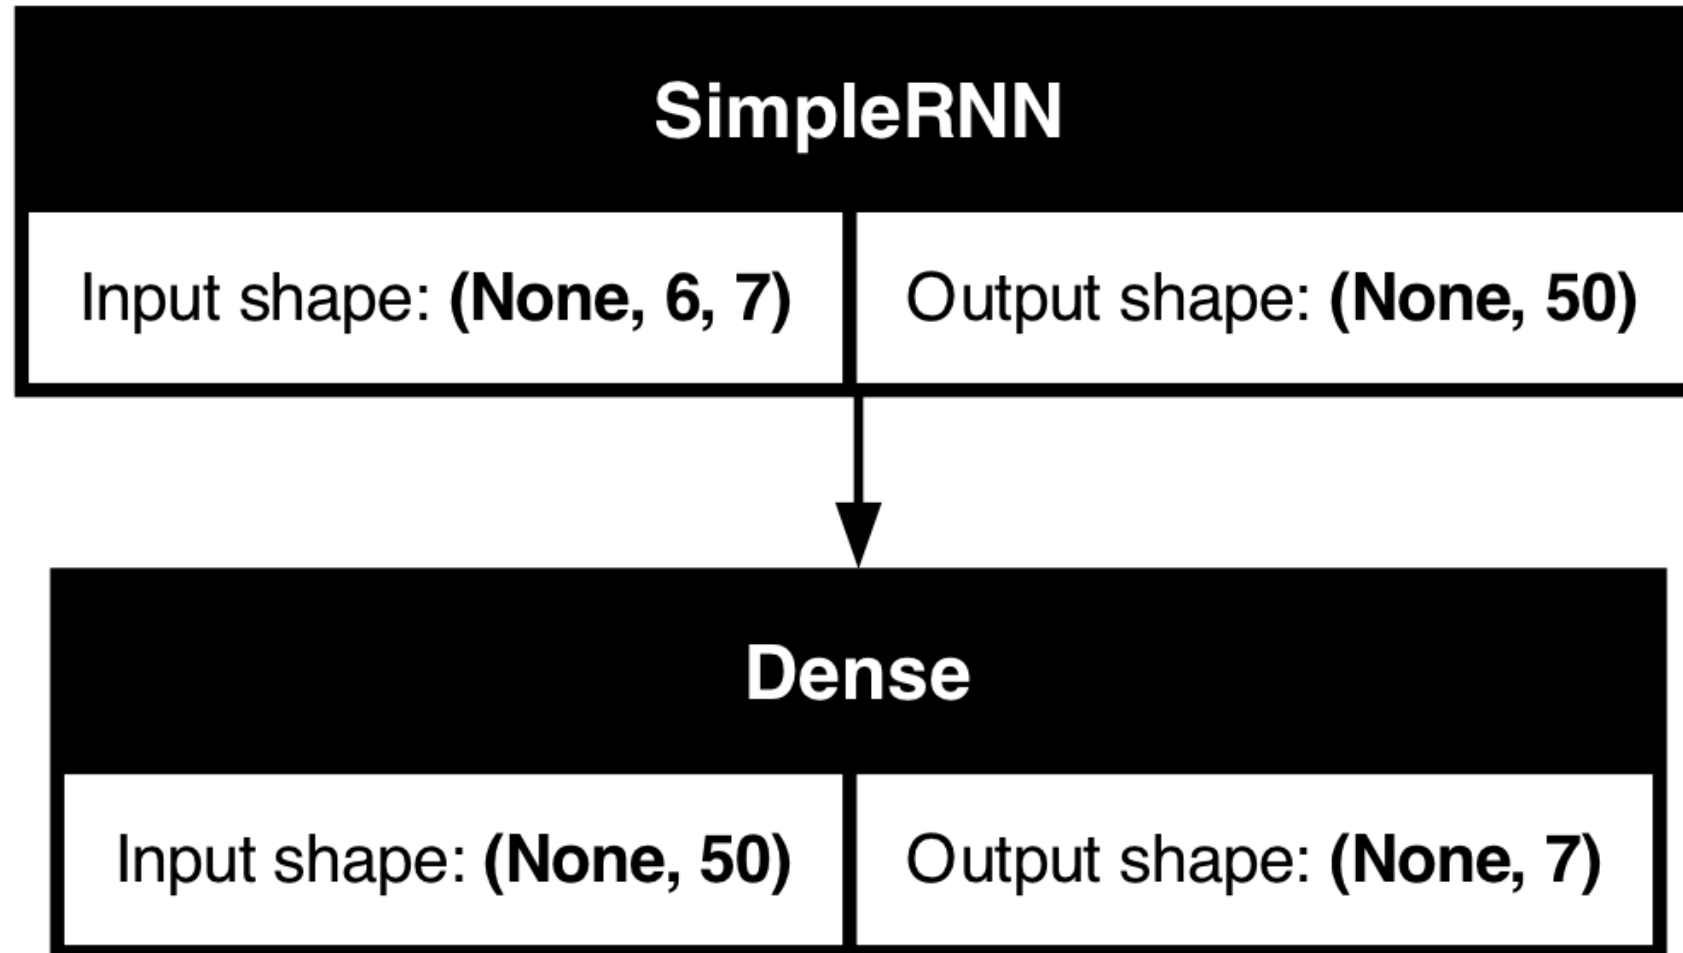 SimpleRNN
Input shape: (None, 6, 7)
Output shape: (None, 50)
Dense
Input shape: (None, 50)
Output shape: (None, 7)